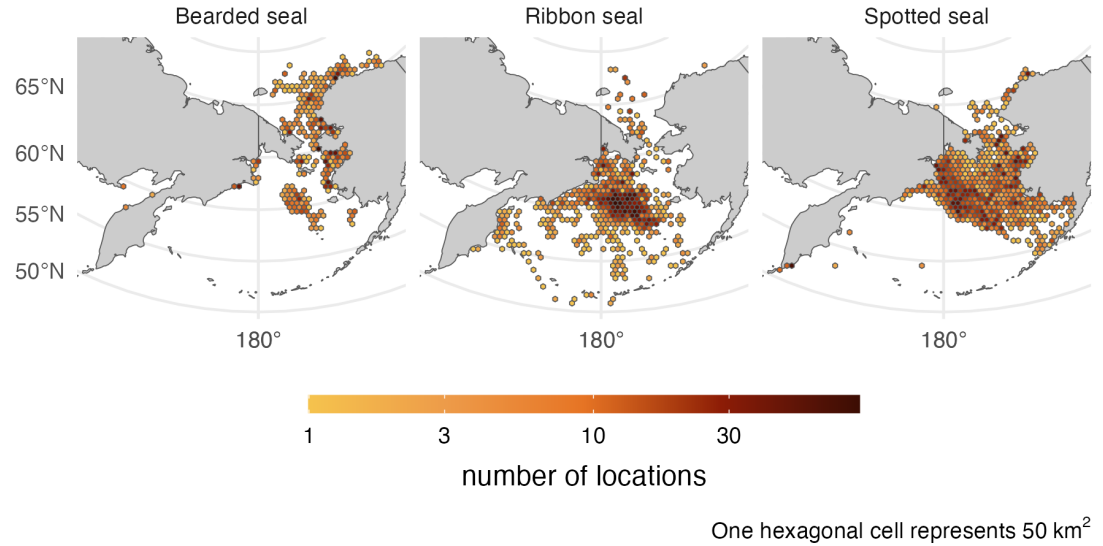 Bearded seal
Ribbon seal
Spotted seal
65°N
60°N
55°N
50°N
180°
180°
180°
1
3
10
30
number of locations
One hexagonal cell represents 50 km²